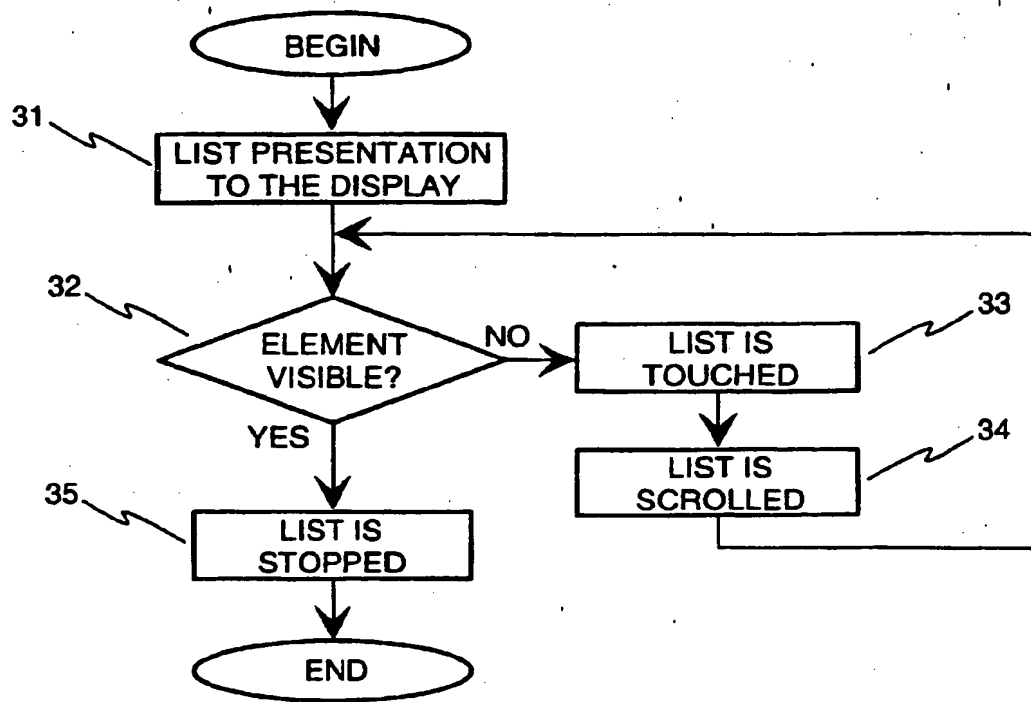 BEGIN
31
LIST PRESENTATION
TO THE DISPLAY
32
ELEMENT
VISIBLE?
NO
33
LIST IS
TOUCHED
YES
34
LIST IS
SCROLLED
35
LIST IS
STOPPED
END